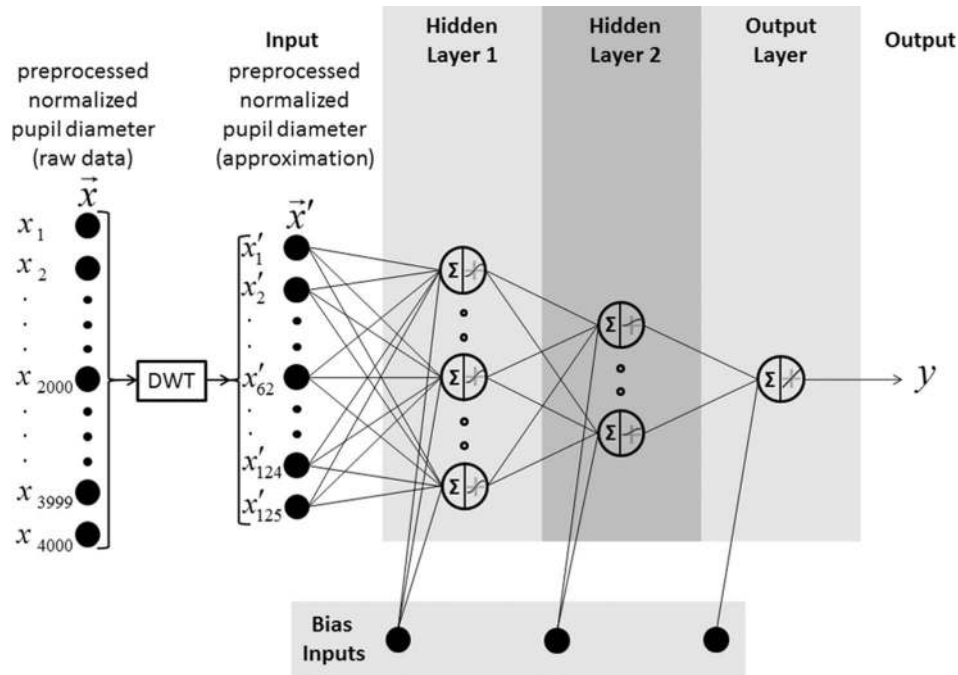 Input
Hidden
Layer 1
Hidden
Layer 2
Output
Layer
Output
preprocessed
normalized
pupil diameter
(raw data)
preprocessed
normalized
pupil diameter
(approximation)
x⃗
x⃗′
x₁
x₂
x₂₀₀₀
x₃₉₉₉
x₄₀₀₀
DWT
x′₁
x′₂
x′₆₂
x′₁₂₄
x′₁₂₅
Σ
Σ
Σ
Σ
Σ
Σ
y
Bias
Inputs